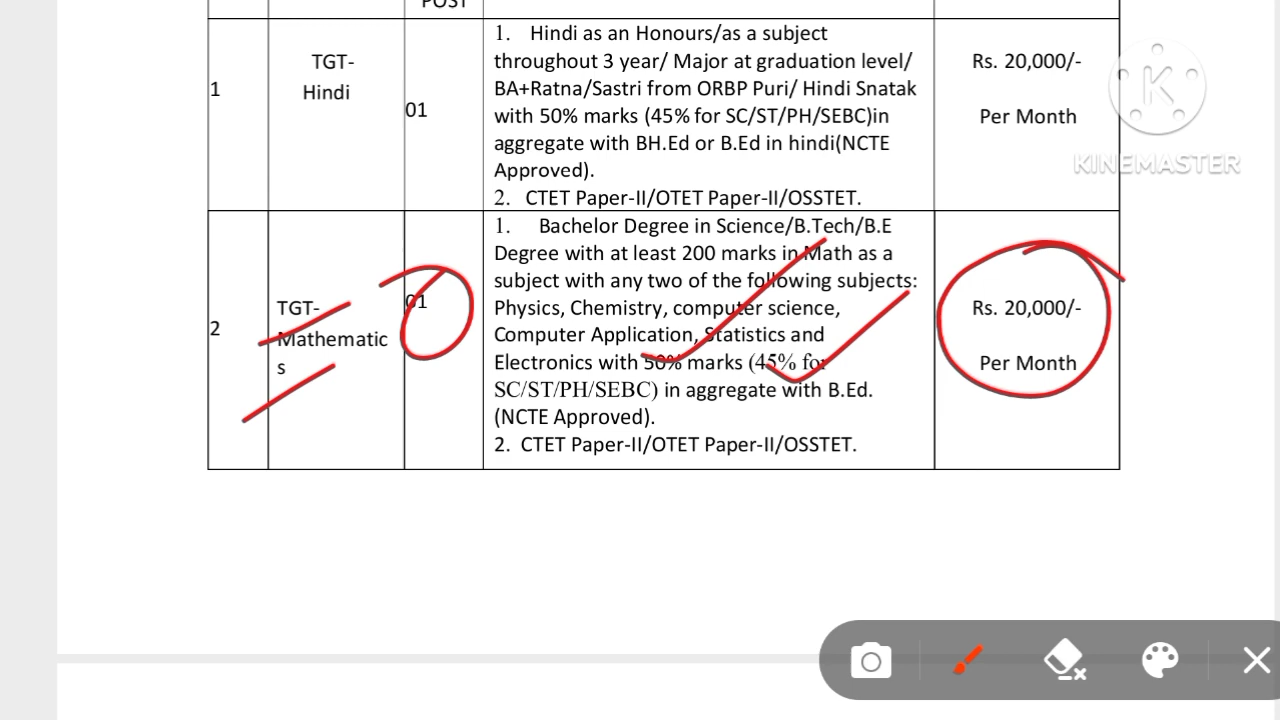 POST
1
TGT-
Hindi
01
1. Hindi as an Honours/as a subject
throughout 3 year/ Major at graduation level/
BA+Ratna/Sastri from ORBP Puri/ Hindi Snatak
with 50% marks (45% for SC/ST/PH/SEBC)in
aggregate with BH.Ed or B.Ed in hindi(NCTE
Approved).
2. CTET Paper-II/OTET Paper-II/OSSTET.
Rs. 20,000/-
Per Month
2
TGT-
Mathematic
s
01
1. Bachelor Degree in Science/B.Tech/B.E
Degree with at least 200 marks in Math as a
subject with any two of the following subjects:
Physics, Chemistry, computer science,
Computer Application, Statistics and
Electronics with 50% marks (45% for
SC/ST/PH/SEBC) in aggregate with B.Ed.
(NCTE Approved).
2. CTET Paper-II/OTET Paper-II/OSSTET.
Rs. 20,000/-
Per Month
K
KINEMASTER